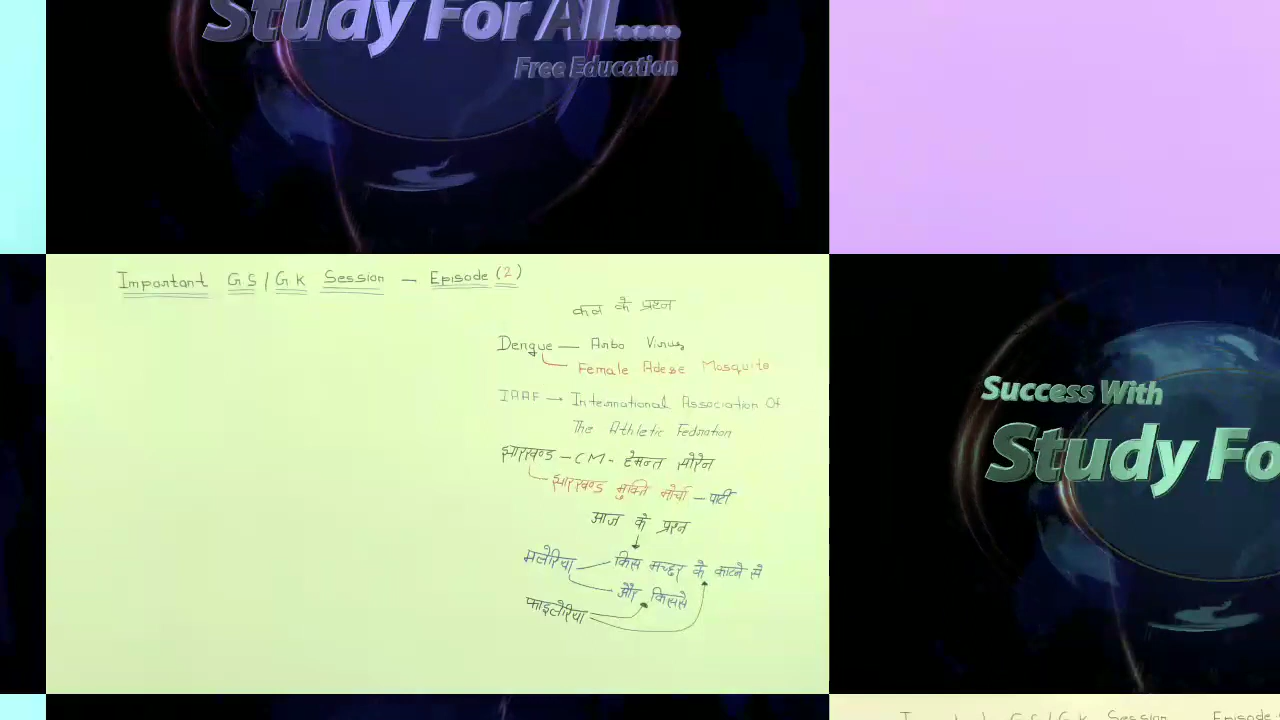 Study For All....
Free Education
Important GS/GK Session — Episode (2)
कल के प्रश्न
Dengue — Arbo Virus
Female Adese Mosquito
IAAF → International Association Of
The Athletic Fedration
झारखण्ड - CM - हेमन्त सोरेन
झारखण्ड मुक्ति मोर्चा - पार्टी
आज के प्रश्न
मलेरिया किस मच्छर के काटने से
और किससे
फाइलेरिया
Success With
Study Fo
Session Episode